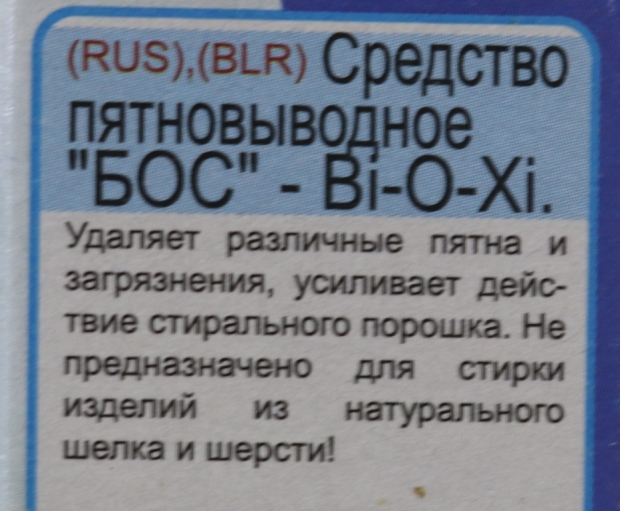 (RUS),(BLR) Средство
пятновыводное
"БОС" - Bi-O-Xi.
Удаляет различные пятна и
загрязнения, усиливает дейс-
твие стирального порошка. Не
предназначено для стирки
изделий из натурального
шелка и шерсти!